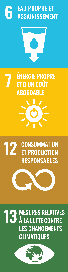 6 EAU PROPRE ET
ASSAINISSEMENT
7 ÉNERGIE PROPRE
ET D'UN COÛT
ABORDABLE
12 CONSOMMATION
ET PRODUCTION
RESPONSABLES
13 MESURES RELATIVES
À LA LUTTE CONTRE
LES CHANGEMENTS
CLIMATIQUES